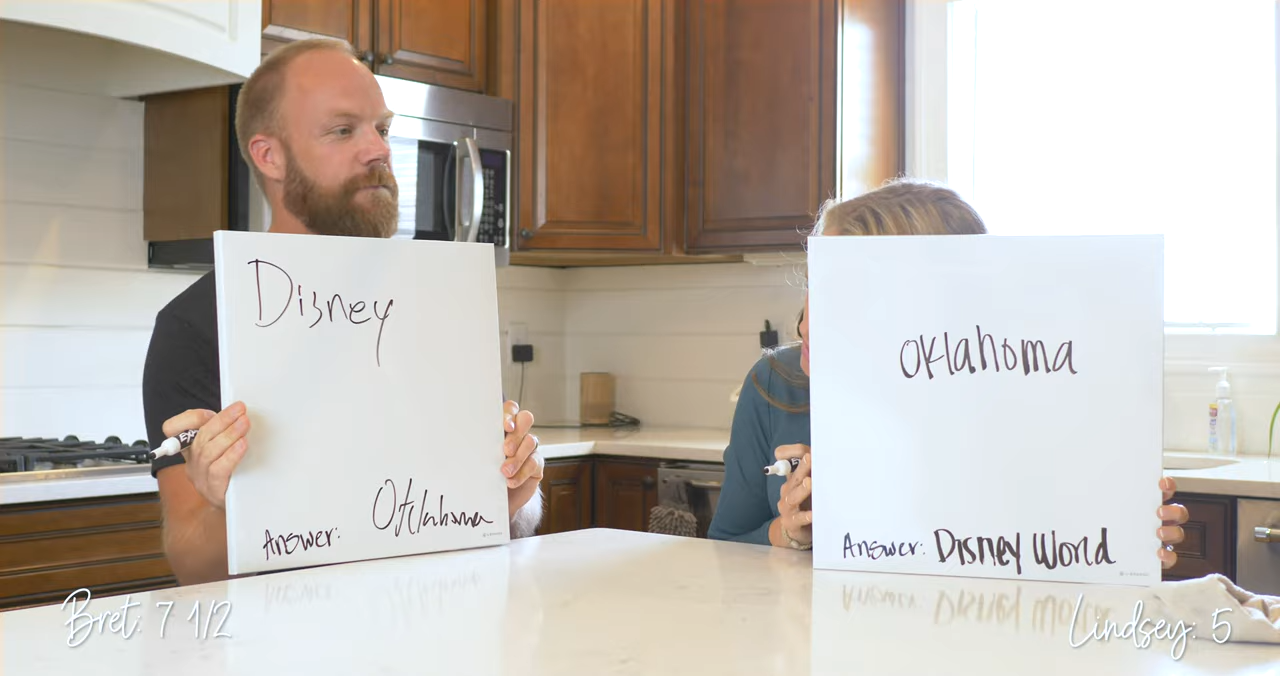 Disney
Answer: Oklahoma
Oklahoma
Answer: Disney World
Bret: 7 1/2
Lindsey: 5